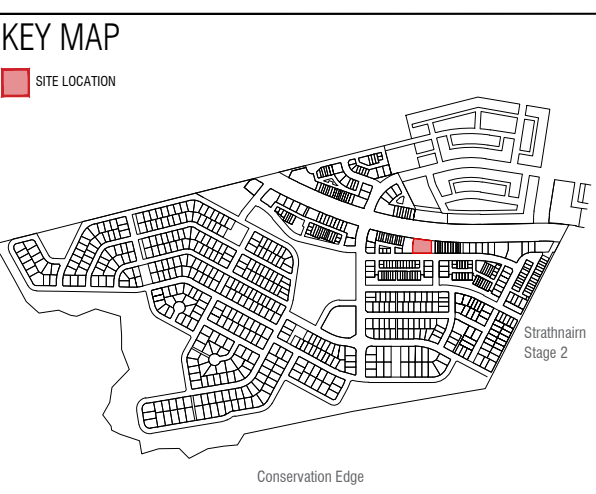 KEY MAP
SITE LOCATION
Strathnairn
Stage 2
Conservation Edge